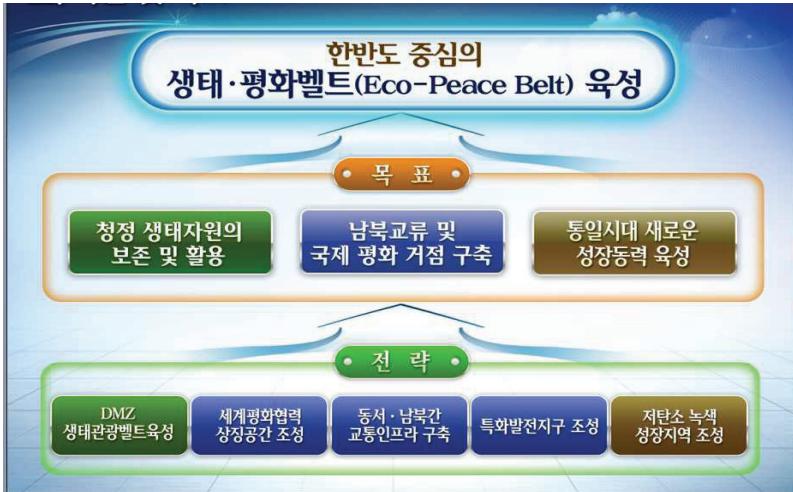 한반도 중심의
생태·평화벨트(Eco-Peace Belt) 육성
목 표
청정 생태자원의
보존 및 활용
남북교류 및
국제 평화 거점 구축
통일시대 새로운
성장동력 육성
전 략
DMZ
생태관광벨트육성
세계평화협력
상징공간 조성
동서·남북간
교통인프라 구축
특화발전지구 조성
저탄소 녹색
성장지역 조성